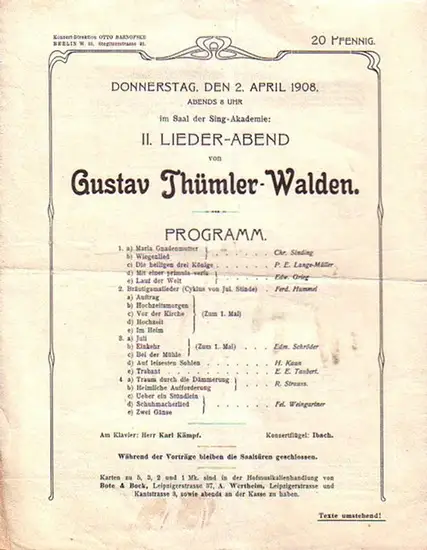 Konzert-Direktion OTTO BARNOFSKE
BERLIN W. 57.
20 PFENNIG.
DONNERSTAG, DEN 2. APRIL 1908,
ABENDS 8 UHR
im Saal der Sing-Akademie:
II. LIEDER-ABEND
von
Gustav Thümler-Walden.
PROGRAMM.
1. a) Maria Gnadenmutter
b) Wiegenlied . . . . . Chr. Sinding
c) Die heiligen drei Könige . . . . . P. E. Lange-Müller
d) Mit einer primula veris
e) Lauf der Welt . . . . . Edw. Grieg
2. Bräutigamslieder (Cyklus von Jul. Stinde) Ferd. Hummel
a) Auftrag
b) Hochzeitsmorgen
c) Vor der Kirche (Zum 1. Mal)
d) Hochzeit
e) Im Heim
3. a) Juli
b) Einkehr (Zum 1. Mal) . . . . Edm. Schröder
c) Bei der Mühle
d) Auf leisesten Sohlen . . . . . . H. Kaun
e) Trabant . . . . . . . . E. E. Taubert.
4. a) Traum durch die Dämmerung
b) Heimliche Aufforderung . . . . R. Strauss.
c) Ueber ein Stündlein
d) Schuhmacherlied . . . . . . Fel. Weingartner
e) Zwei Gänse
Am Klavier: Herr Karl Kämpf. Konzertflügel: Ibach.
Während der Vorträge bleiben die Saaltüren geschlossen.
Karten zu 5, 3, 2 und 1 Mk. sind in der Hofmusikalienhandlung von
Bote & Bock, Leipzigerstrasse 37, A. Wertheim, Leipzigerstrasse und
Kantstrasse 3, sowie abends an der Kasse zu haben.
Texte umstehend!